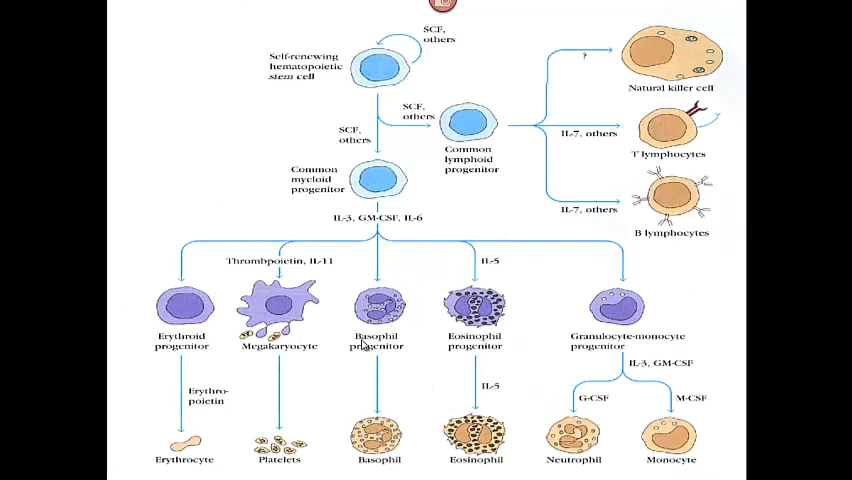 SCF,
others
Self-renewing
hematopoietic
stem cell
SCF,
others
SCF,
others
Common
lymphoid
progenitor
?
Natural killer cell
IL-7, others
T lymphocytes
IL-7, others
B lymphocytes
Common
myeloid
progenitor
IL-3, GM-CSF, IL-6
Thrombpoietin, IL-11
IL-5
Erythroid
progenitor
Megakaryocyte
Basophil
progenitor
Eosinophil
progenitor
Granulocyte-monocyte
progenitor
Erythro-
poietin
IL-5
IL-3, GM-CSF
G-CSF
M-CSF
Erythrocyte
Platelets
Basophil
Eosinophil
Neutrophil
Monocyte